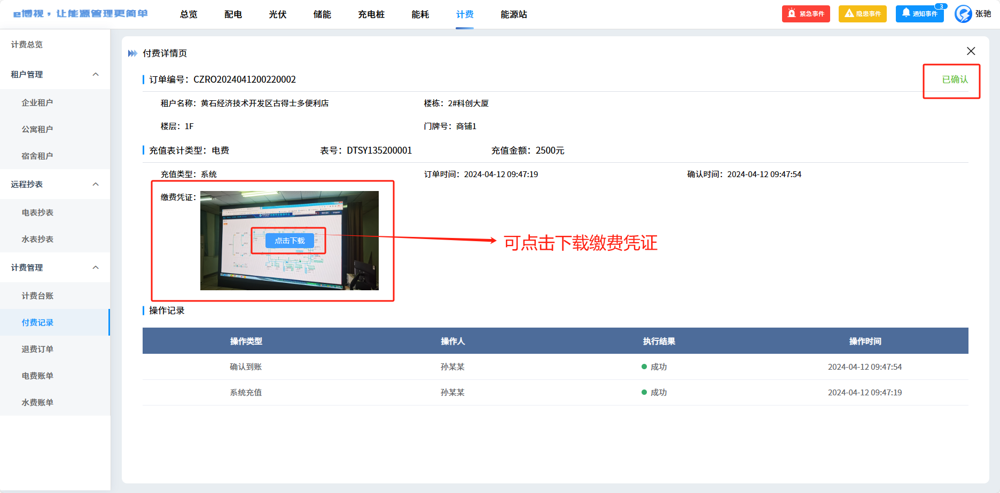 e博视，让能源管理更简单
总览 配电 光伏 储能 充电桩 能耗 计费 能源站
紧急事件 隐患事件 通知事件 3 张驰
计费总览
租户管理
企业租户
公寓租户
宿舍租户
远程抄表
电表抄表
水表抄表
计费管理
计费台账
付费记录
退费订单
电费账单
水费账单
付费详情页
订单编号：CZRO2024041200220002
已确认
租户名称：黄石经济技术开发区古得士多便利店 楼栋：2#科创大厦
楼层：1F 门牌号：商铺1
充值表计类型：电费 表号：DTSY135200001 充值金额：2500元
充值类型：系统 订单时间：2024-04-12 09:47:19 确认时间：2024-04-12 09:47:54
缴费凭证：
点击下载
可点击下载缴费凭证
操作记录
操作类型 操作人 执行结果 操作时间
确认到账 孙某某 成功 2024-04-12 09:47:54
系统充值 孙某某 成功 2024-04-12 09:47:19